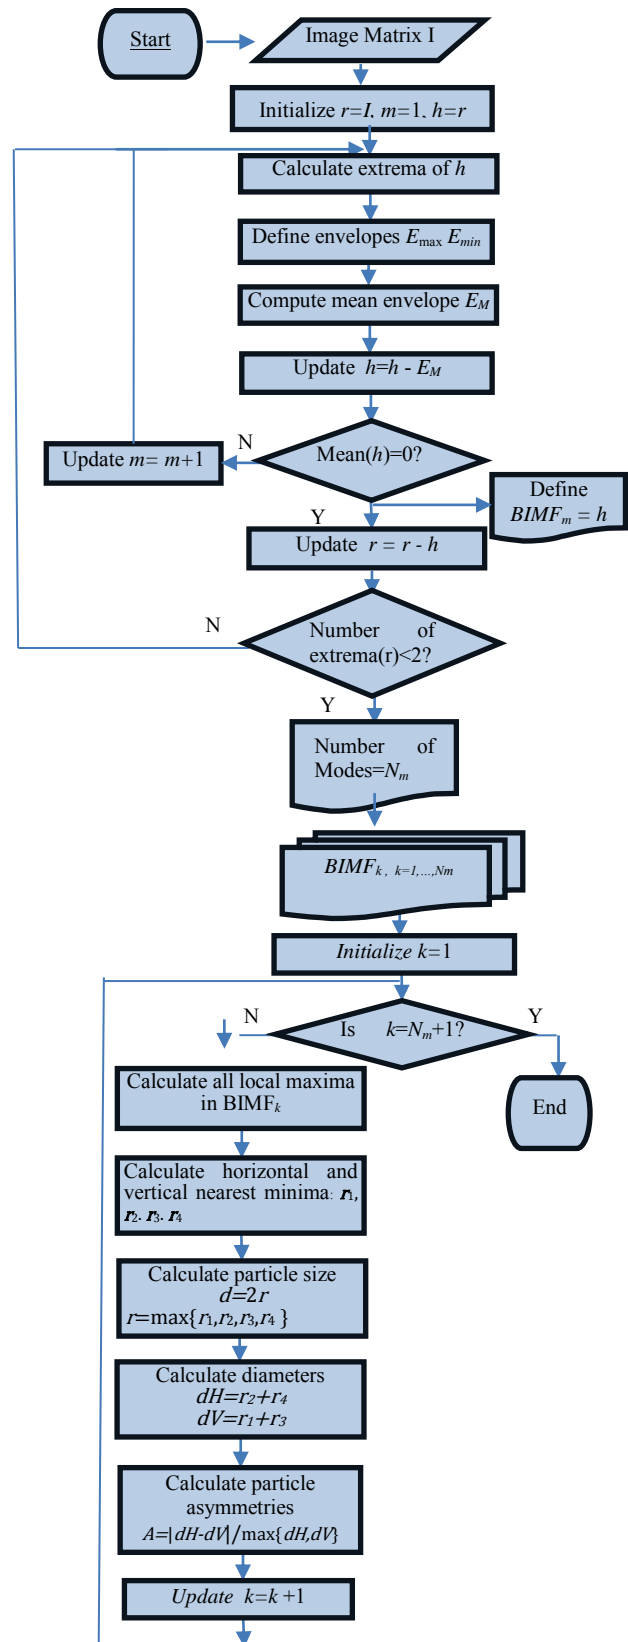 Start
Image Matrix I
Initialize r=I, m=1, h=r
Calculate extrema of h
Define envelopes Emax Emin
Compute mean envelope EM
Update h=h - EM
Mean(h)=0?
N
Update m= m+1
Y
Define
BIMFm = h
Update r = r - h
N
Number of
extrema(r)<2?
Y
Number of
Modes=Nm
BIMFk , k=1,...,Nm
Initialize k=1
N
Is k=Nm+1?
Y
End
Calculate all local maxima
in BIMFk
Calculate horizontal and
vertical nearest minima: r1,
r2. r3. r4
Calculate particle size
d=2r
r=max{r1,r2,r3,r4 }
Calculate diameters
dH=r2+r4
dV=r1+r3
Calculate particle
asymmetries
A=|dH-dV|/max{dH,dV}
Update k=k +1